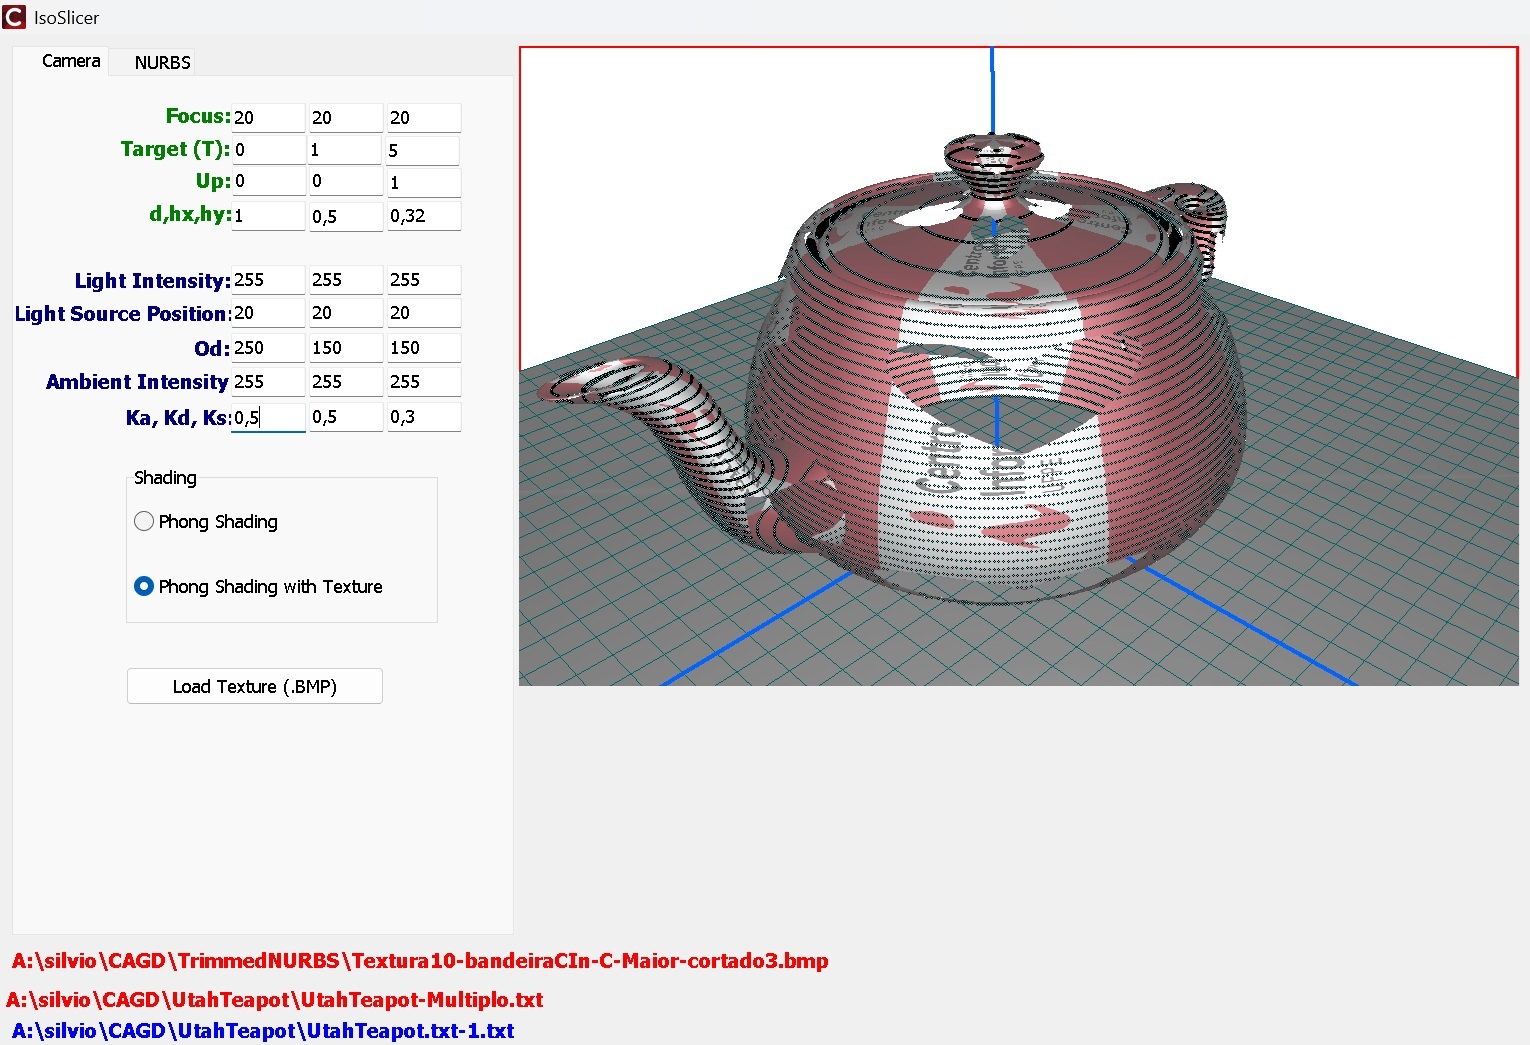 IsoSlicer
Camera NURBS
Focus: 20 20 20
Target (T): 0 1 5
Up: 0 0 1
d,hx,hy: 1 0,5 0,32
Light Intensity: 255 255 255
Light Source Position: 20 20 20
Od: 250 150 150
Ambient Intensity 255 255 255
Ka, Kd, Ks: 0,5 0,5 0,3
Shading
Phong Shading
Phong Shading with Texture
Load Texture (.BMP)
Centro
Infor
UFPE
A:\silvio\CAGD\TrimmedNURBS\Textura10-bandeiraCIn-C-Maior-cortado3.bmp
A:\silvio\CAGD\UtahTeapot\UtahTeapot-Multiplo.txt
A:\silvio\CAGD\UtahTeapot\UtahTeapot.txt-1.txt